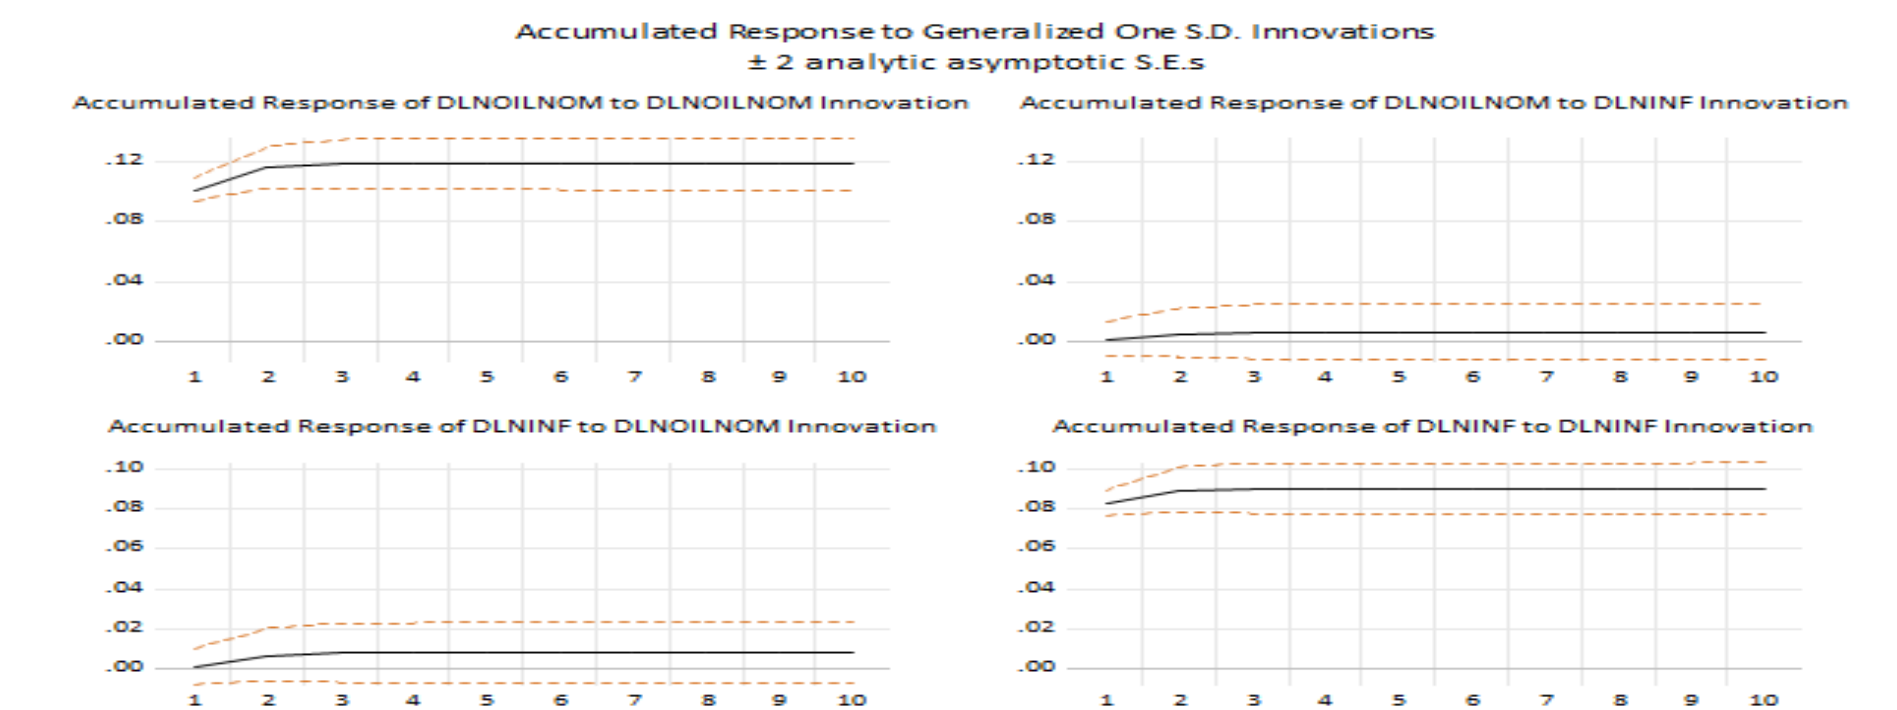 Accumulated Response to Generalized One S.D. Innovations
± 2 analytic asymptotic S.E.s
Accumulated Response of DLNOILNOM to DLNOILNOM Innovation
.12
.08
.04
.00
1 2 3 4 5 6 7 8 9 10
Accumulated Response of DLNOILNOM to DLNINF Innovation
.12
.08
.04
.00
1 2 3 4 5 6 7 8 9 10
Accumulated Response of DLNINF to DLNOILNOM Innovation
.10
.08
.06
.04
.02
.00
1 2 3 4 5 6 7 8 9 10
Accumulated Response of DLNINF to DLNINF Innovation
.10
.08
.06
.04
.02
.00
1 2 3 4 5 6 7 8 9 10